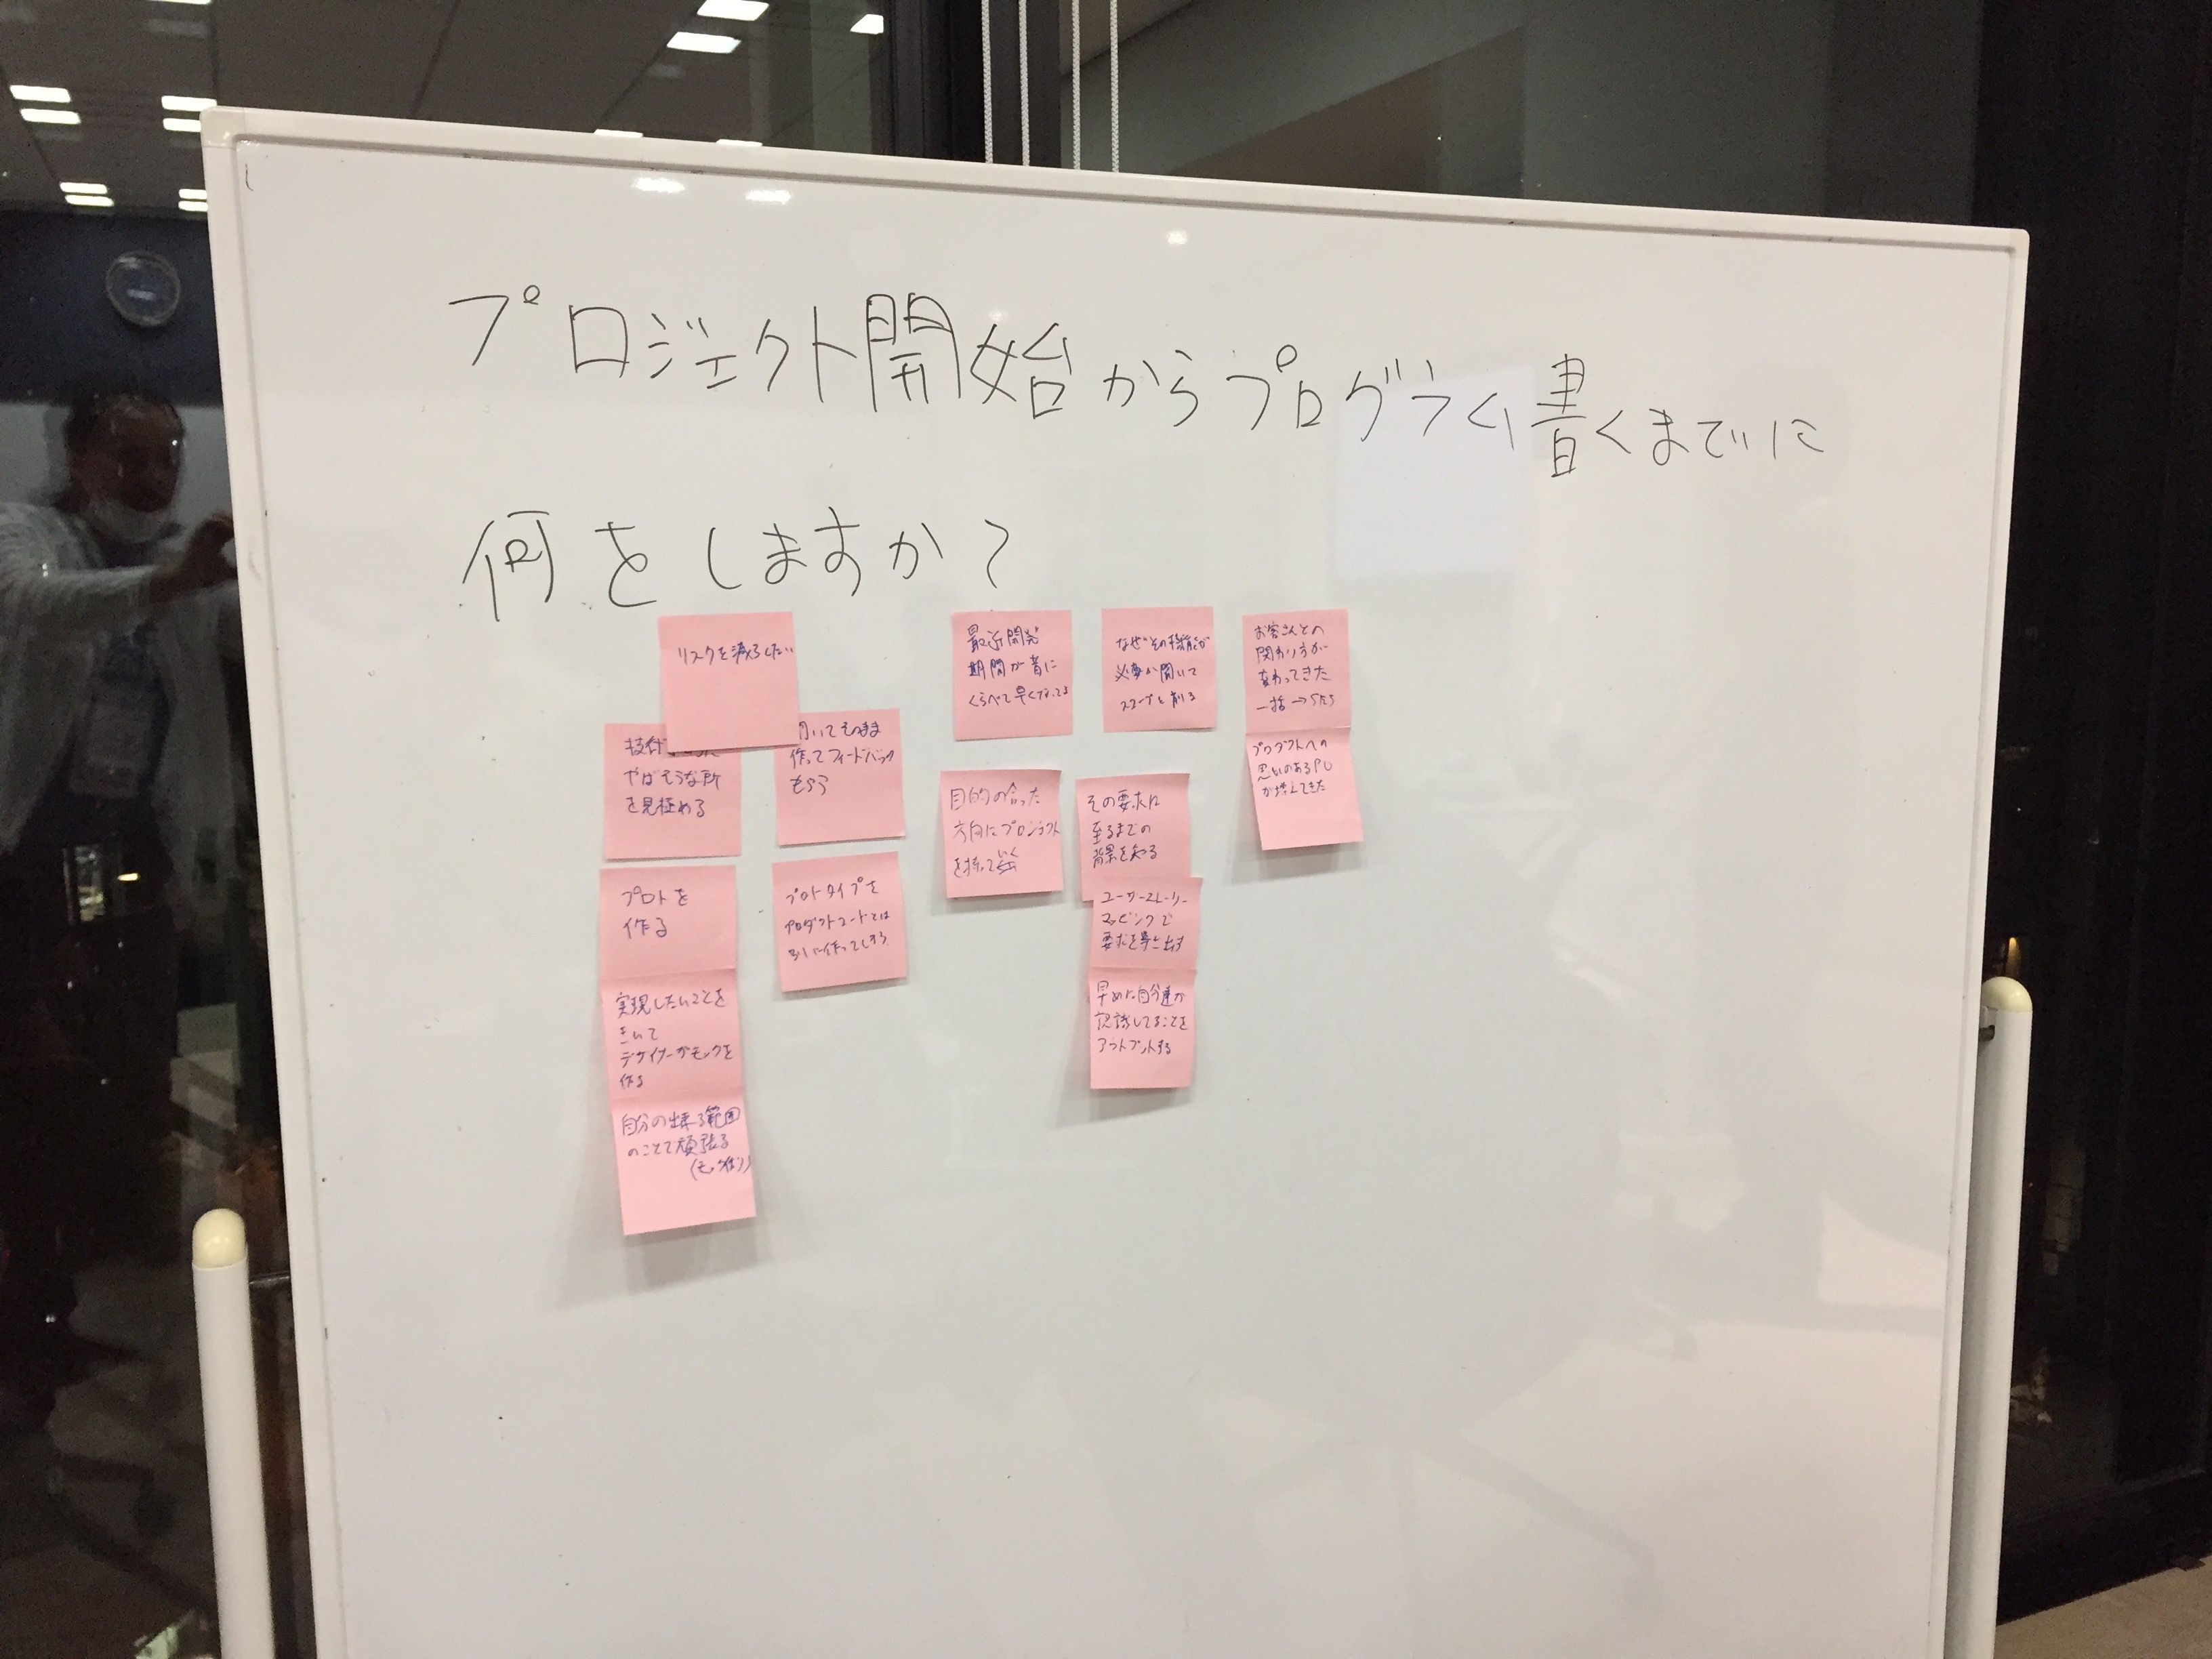 プロジェクト開始からプログラム書くまでに
何をしますか?
リスクを減らしたい
やばそうな所
を見極める
聞いてそのまま
作ってフィードバック
もらう
プロトを
作る
実現したいことを
きいて
デザイナーがモックを
作る
自分の出来る範囲
のことで頑張る
(モック作り)
プロトタイプを
プロダクトコードとは
別に作ってしまう
最近開発
期間が昔に
くらべて早くなってる
目的の合った
方向にプロジェクト
を持っていく
なぜその機能が
必要か聞いて
スコープを削る
その要求に
至るまでの
背景を知る
ユーザーストーリー
マッピングで
要求を導き出す
早めに自分達が
認識してることを
アウトプットする
お客さんとの
関わり方が
変わってきた
一括→SES
プロダクトへの
思いのあるPO
が増えてきた